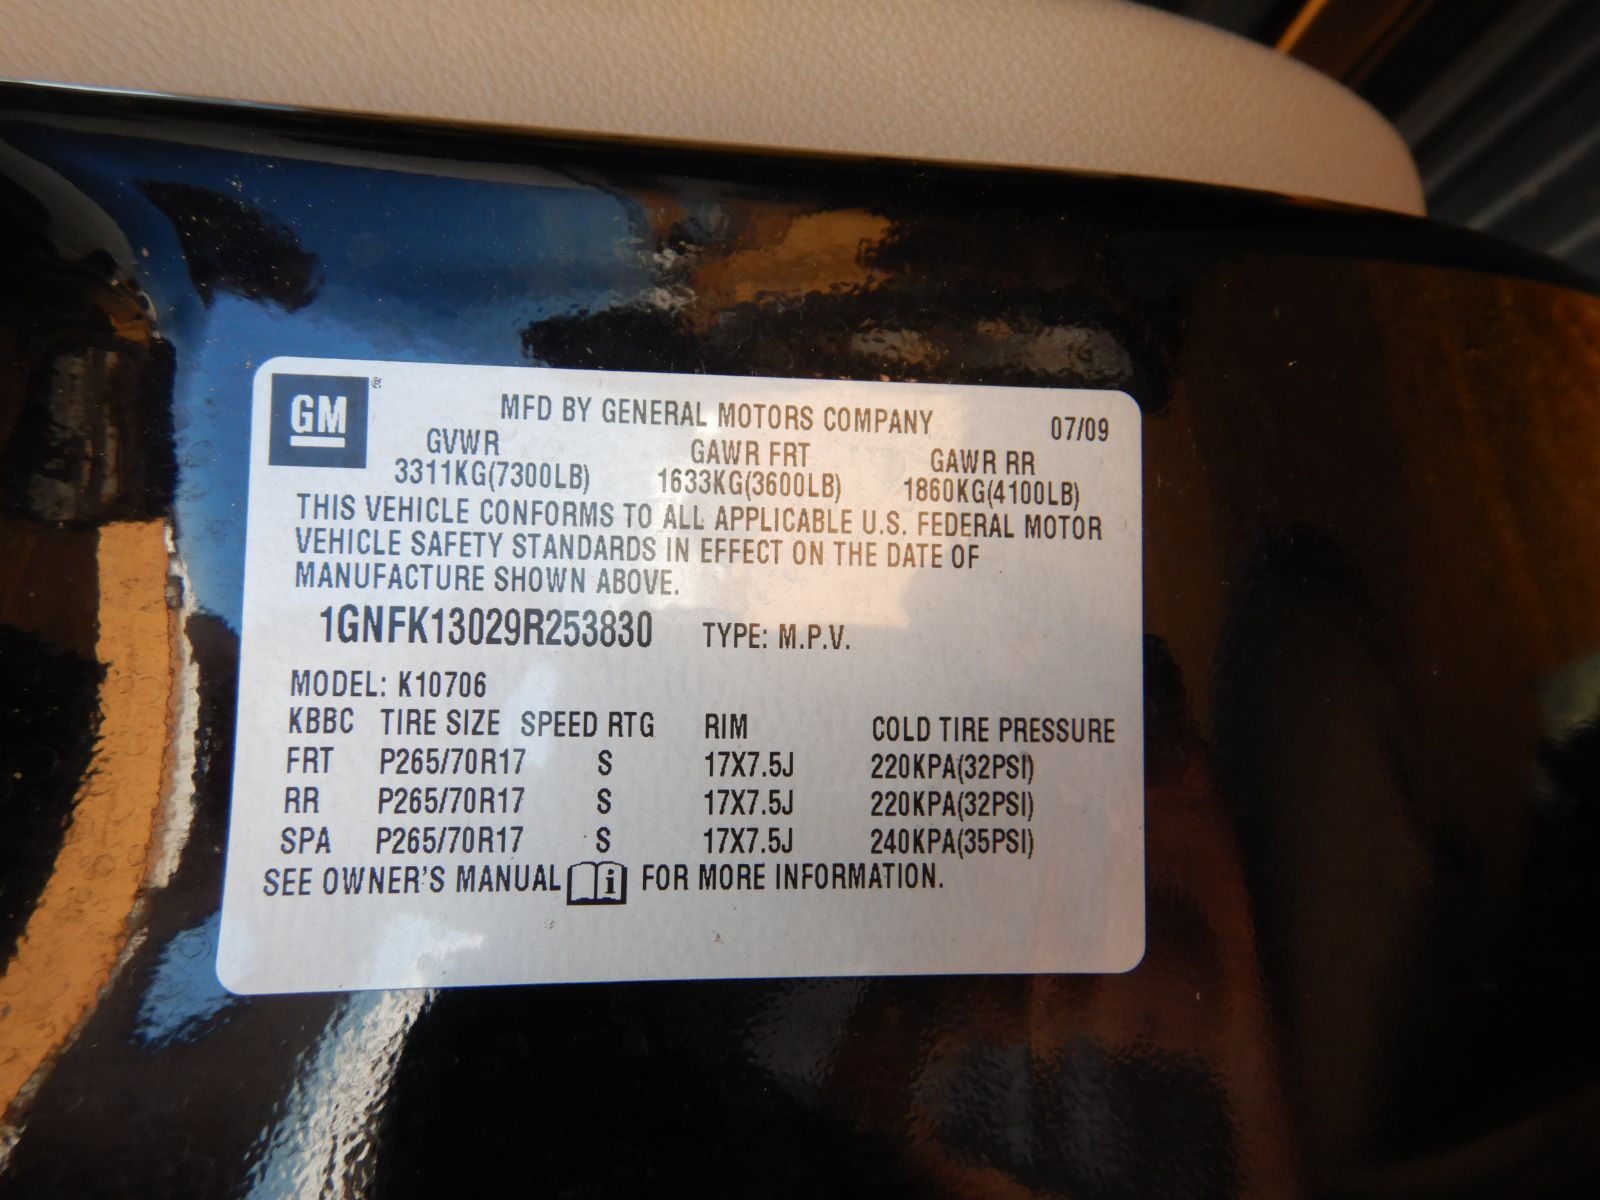 GM ®
MFD BY GENERAL MOTORS COMPANY 07/09
GVWR GAWR FRT GAWR RR
3311KG(7300LB) 1633KG(3600LB) 1860KG(4100LB)
THIS VEHICLE CONFORMS TO ALL APPLICABLE U.S. FEDERAL MOTOR
VEHICLE SAFETY STANDARDS IN EFFECT ON THE DATE OF
MANUFACTURE SHOWN ABOVE.
1GNFK13029R253830 TYPE: M.P.V.
MODEL: K10706
KBBC TIRE SIZE SPEED RTG RIM COLD TIRE PRESSURE
FRT P265/70R17 S 17X7.5J 220KPA(32PSI)
RR P265/70R17 S 17X7.5J 220KPA(32PSI)
SPA P265/70R17 S 17X7.5J 240KPA(35PSI)
SEE OWNER'S MANUAL i FOR MORE INFORMATION.